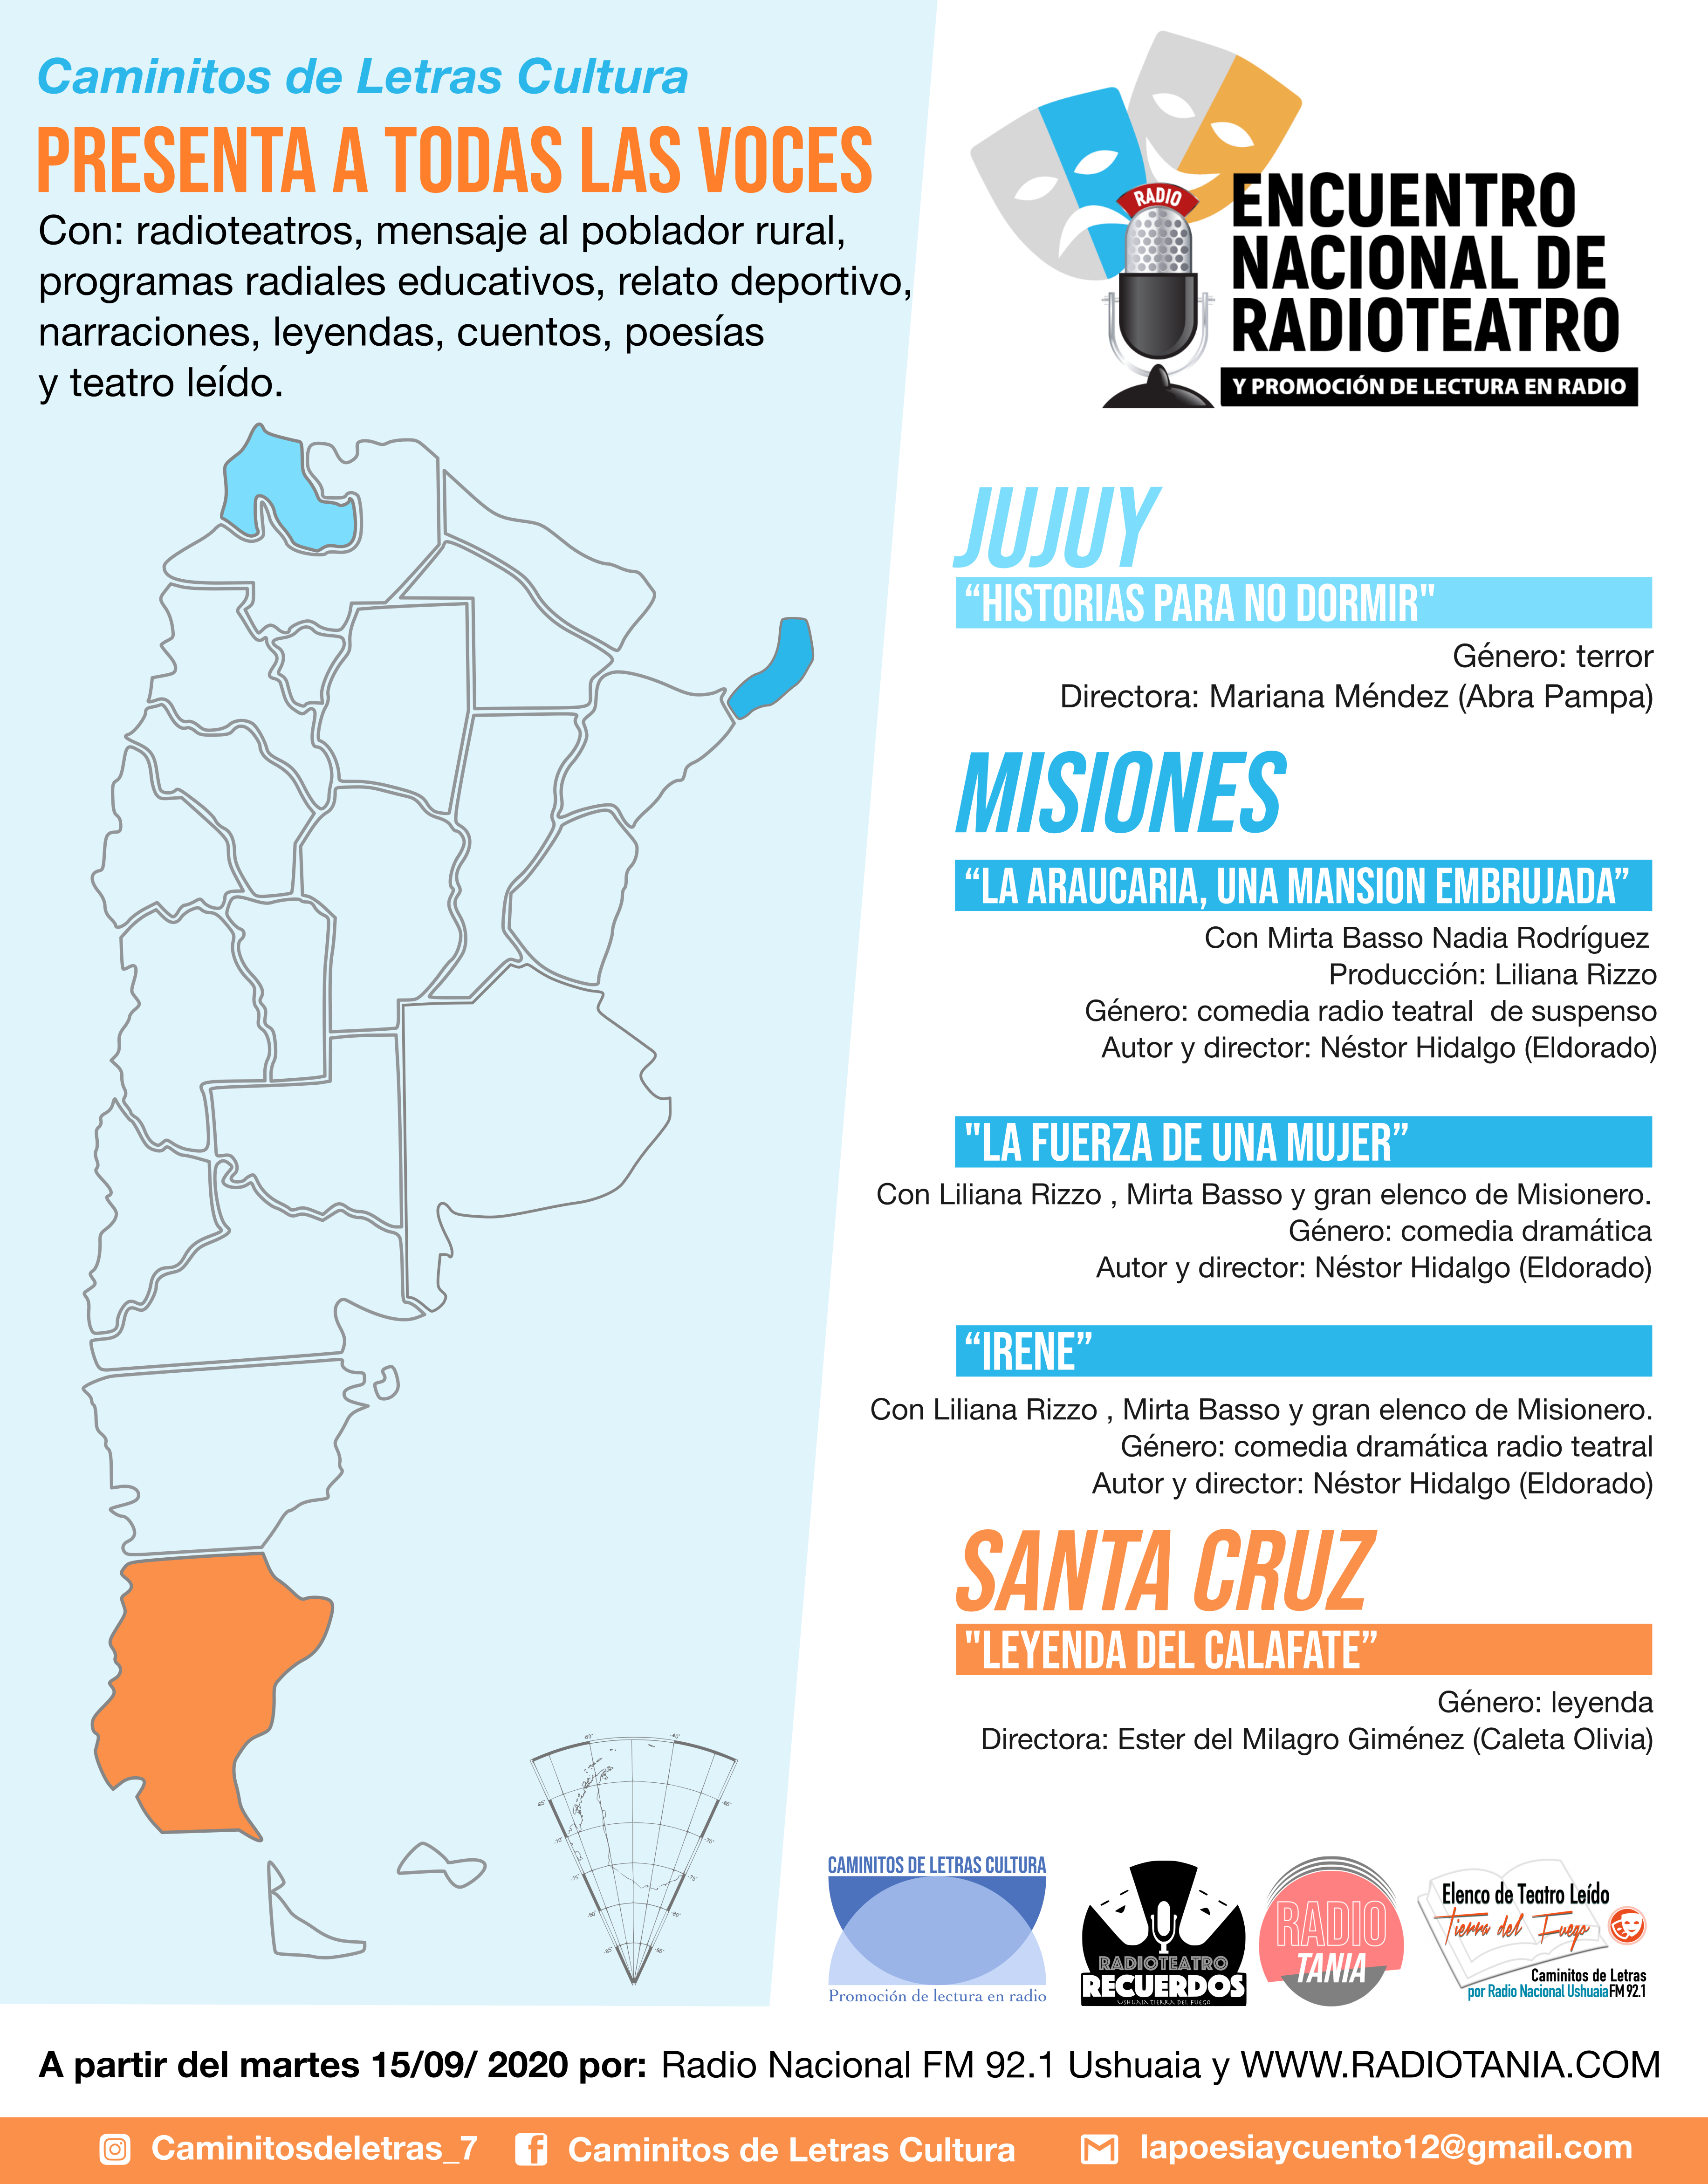 Caminitos de Letras Cultura
PRESENTA A TODAS LAS VOCES
Con: radioteatros, mensaje al poblador rural,
programas radiales educativos, relato deportivo,
narraciones, leyendas, cuentos, poesías
y teatro leído.
RADIO
ENCUENTRO
NACIONAL DE
RADIOTEATRO
Y PROMOCIÓN DE LECTURA EN RADIO
JUJUY
“HISTORIAS PARA NO DORMIR"
Género: terror
Directora: Mariana Méndez (Abra Pampa)
MISIONES
“LA ARAUCARIA, UNA MANSION EMBRUJADA”
Con Mirta Basso Nadia Rodríguez
Producción: Liliana Rizzo
Género: comedia radio teatral  de suspenso
Autor y director: Néstor Hidalgo (Eldorado)
"LA FUERZA DE UNA MUJER”
Con Liliana Rizzo , Mirta Basso y gran elenco de Misionero.
Género: comedia dramática
Autor y director: Néstor Hidalgo (Eldorado)
“IRENE”
Con Liliana Rizzo , Mirta Basso y gran elenco de Misionero.
Género: comedia dramática radio teatral
Autor y director: Néstor Hidalgo (Eldorado)
SANTA CRUZ
"LEYENDA DEL CALAFATE”
Género: leyenda
Directora: Ester del Milagro Giménez (Caleta Olivia)
CAMINITOS DE LETRAS CULTURA
Promoción de lectura en radio
RADIOTEATRO
RECUERDOS
USHUAIA TIERRA DEL FUEGO
RADIO
TANIA
Elenco de Teatro Leído
Tierra del Fuego
Caminitos de Letras
por Radio Nacional Ushuaia FM 92.1
A partir del martes 15/09/ 2020 por: Radio Nacional FM 92.1 Ushuaia y WWW.RADIOTANIA.COM
Caminitosdeletras_7
Caminitos de Letras Cultura
lapoesiaycuento12@gmail.com